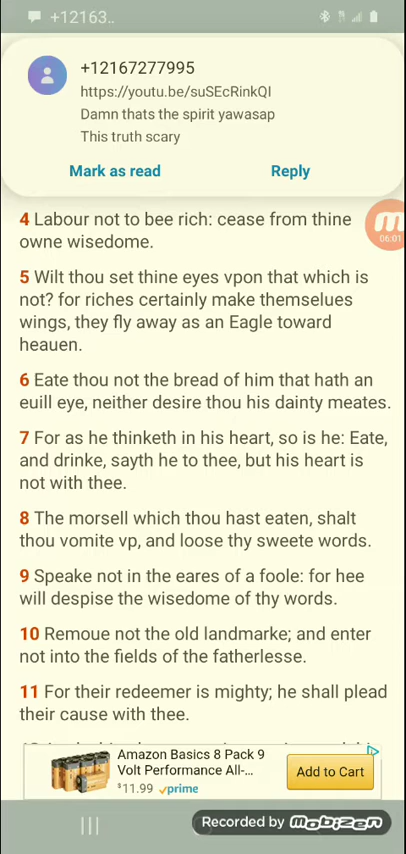 +12163..
+12167277995
https://youtu.be/suSEcRinkQI
Damn thats the spirit yawasap
This truth scary
Mark as read
Reply
4 Labour not to bee rich: cease from thine
owne wisedome.
06:01
5 Wilt thou set thine eyes vpon that which is
not? for riches certainly make themselues
wings, they fly away as an Eagle toward
heauen.
6 Eate thou not the bread of him that hath an
euill eye, neither desire thou his dainty meates.
7 For as he thinketh in his heart, so is he: Eate,
and drinke, sayth he to thee, but his heart is
not with thee.
8 The morsell which thou hast eaten, shalt
thou vomite vp, and loose thy sweete words.
9 Speake not in the eares of a foole: for hee
will despise the wisedome of thy words.
10 Remoue not the old landmarke; and enter
not into the fields of the fatherlesse.
11 For their redeemer is mighty; he shall plead
their cause with thee.
Amazon Basics 8 Pack 9
Volt Performance All-...
$11.99 prime
Add to Cart
Recorded by mobizen